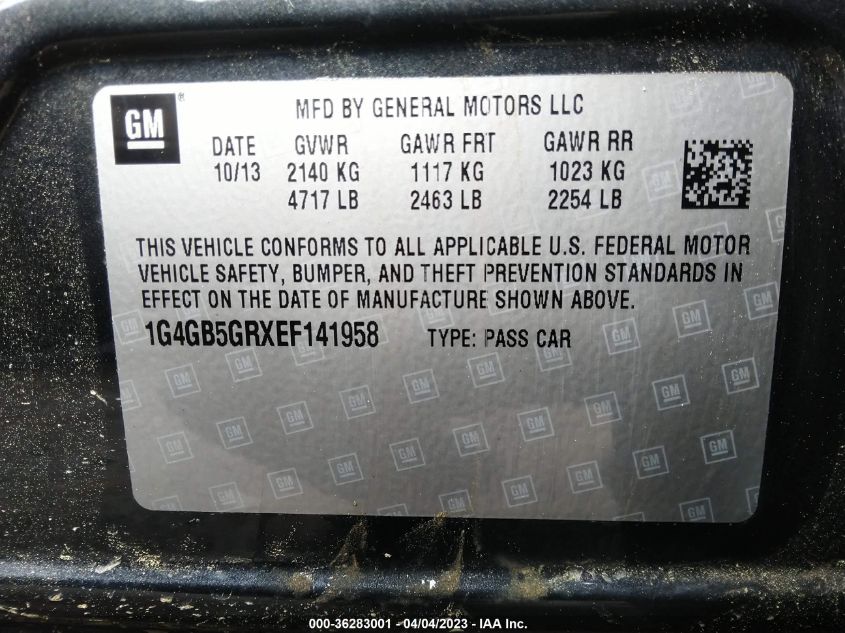 GM ®
MFD BY GENERAL MOTORS LLC
DATE GVWR GAWR FRT GAWR RR
10/13 2140 KG 1117 KG 1023 KG
4717 LB 2463 LB 2254 LB
THIS VEHICLE CONFORMS TO ALL APPLICABLE U.S. FEDERAL MOTOR
VEHICLE SAFETY, BUMPER, AND THEFT PREVENTION STANDARDS IN
EFFECT ON THE DATE OF MANUFACTURE SHOWN ABOVE.
1G4GB5GRXEF141958 TYPE: PASS CAR
000-36283001 - 04/04/2023 - IAA Inc.